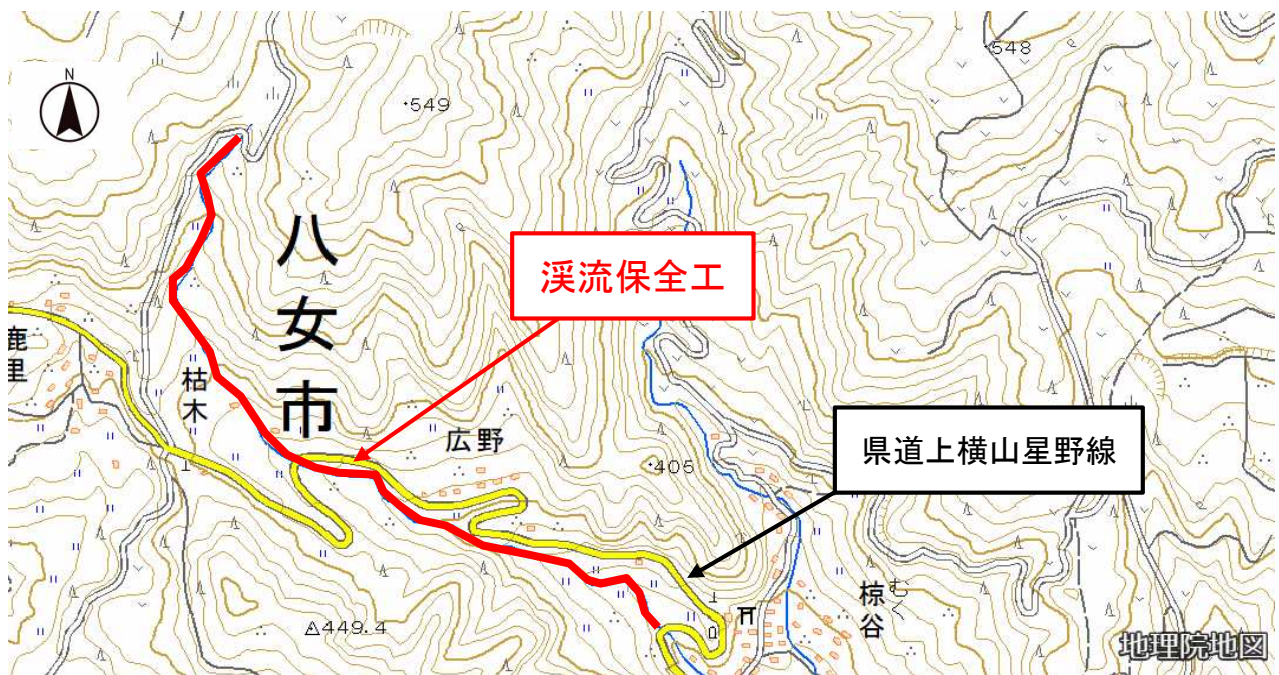 N
548
549
八女市
渓流保全工
鹿里
枯木
広野
405
県道上横山星野線
椋谷
むく
449.4
地理院地図